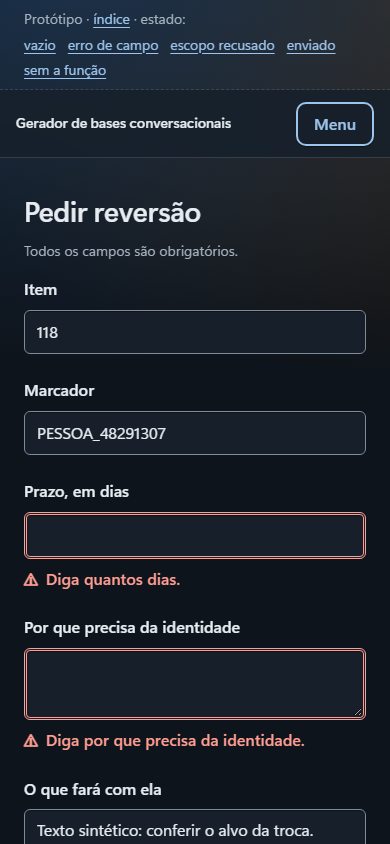 Protótipo · índice · estado:
vazio erro de campo escopo recusado enviado
sem a função
Gerador de bases conversacionais
Menu
Pedir reversão
Todos os campos são obrigatórios.
Item
118
Marcador
PESSOA_48291307
Prazo, em dias
⚠ Diga quantos dias.
Por que precisa da identidade
⚠ Diga por que precisa da identidade.
O que fará com ela
Texto sintético: conferir o alvo da troca.